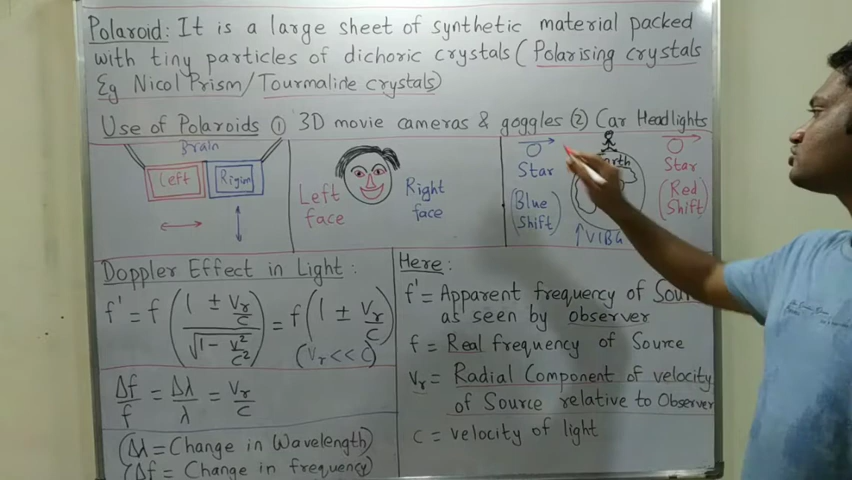 Polaroid: It is a large sheet of synthetic material packed
with tiny particles of dichoric crystals (Polarising crystals
Eg Nicol Prism/Tourmaline crystals)
Use of Polaroids ① 3D movie cameras & goggles ② Car Headlights
Brain
Left
Right
Left
face
Right
face
Star
(Blue
Shift)
Star
(Red
Shift)
Doppler Effect in Light:
f' = f (1 ± Vr/c / √1 - v²/c²) = f (1 ± Vr/c)
(Vr << c)
Δf/f = Δλ/λ = Vr/c
(Δλ = Change in Wavelength)
(Δf = Change in frequency)
Here:
f' = Apparent frequency of
as seen by observer
f = Real frequency of Source
Vr = Radial Component of velocity
of Source relative to Observer
c = velocity of light